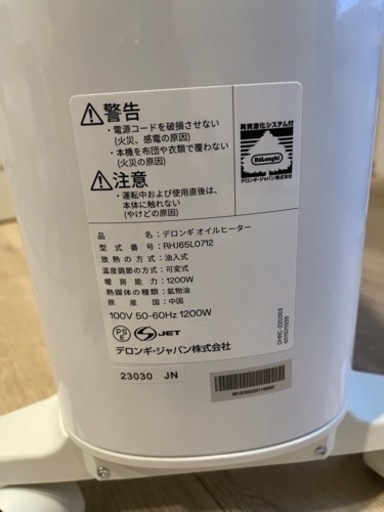 警告
・電源コードを破損させない
(火災、感電の原因)
・本機を布団や衣類で覆わない
(火災の原因)
注意
・運転中および使用直後は、
本体に触れない
(やけどの原因)
再資源化システム付
DeLonghi
デロンギ・ジャパン株式会社
品名：デロンギ オイルヒーター
型式番号：RHJ65L0712
放熱の方式：油入式
温度調節の方式：可変式
暖房能力：1200W
熱媒体の種類：鉱物油
原産国：中国
100V 50-60Hz 1200W
PS
E
JET
デロンギ・ジャパン株式会社
23030 JN